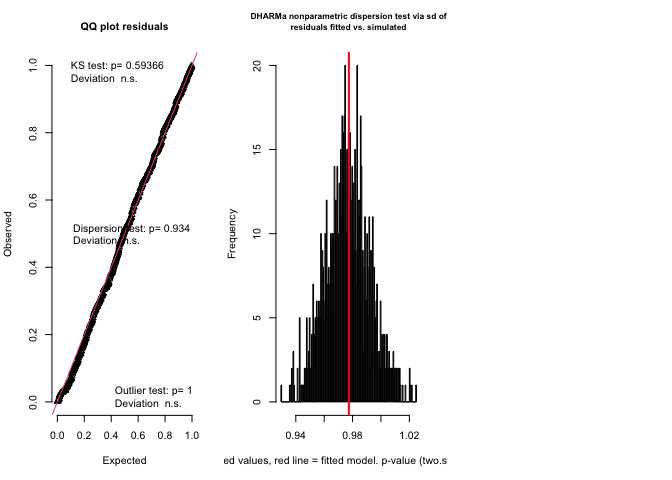 QQ plot residuals
KS test: p= 0.59366
Deviation n.s.
Dispersion test: p= 0.934
Deviation n.s.
Outlier test: p= 1
Deviation n.s.
Observed
0.0
0.2
0.4
0.6
0.8
1.0
0.0 0.2 0.4 0.6 0.8 1.0
Expected
DHARMa nonparametric dispersion test via sd of
residuals fitted vs. simulated
Frequency
0
5
10
15
20
0.94 0.98 1.02
ed values, red line = fitted model. p-value (two.s